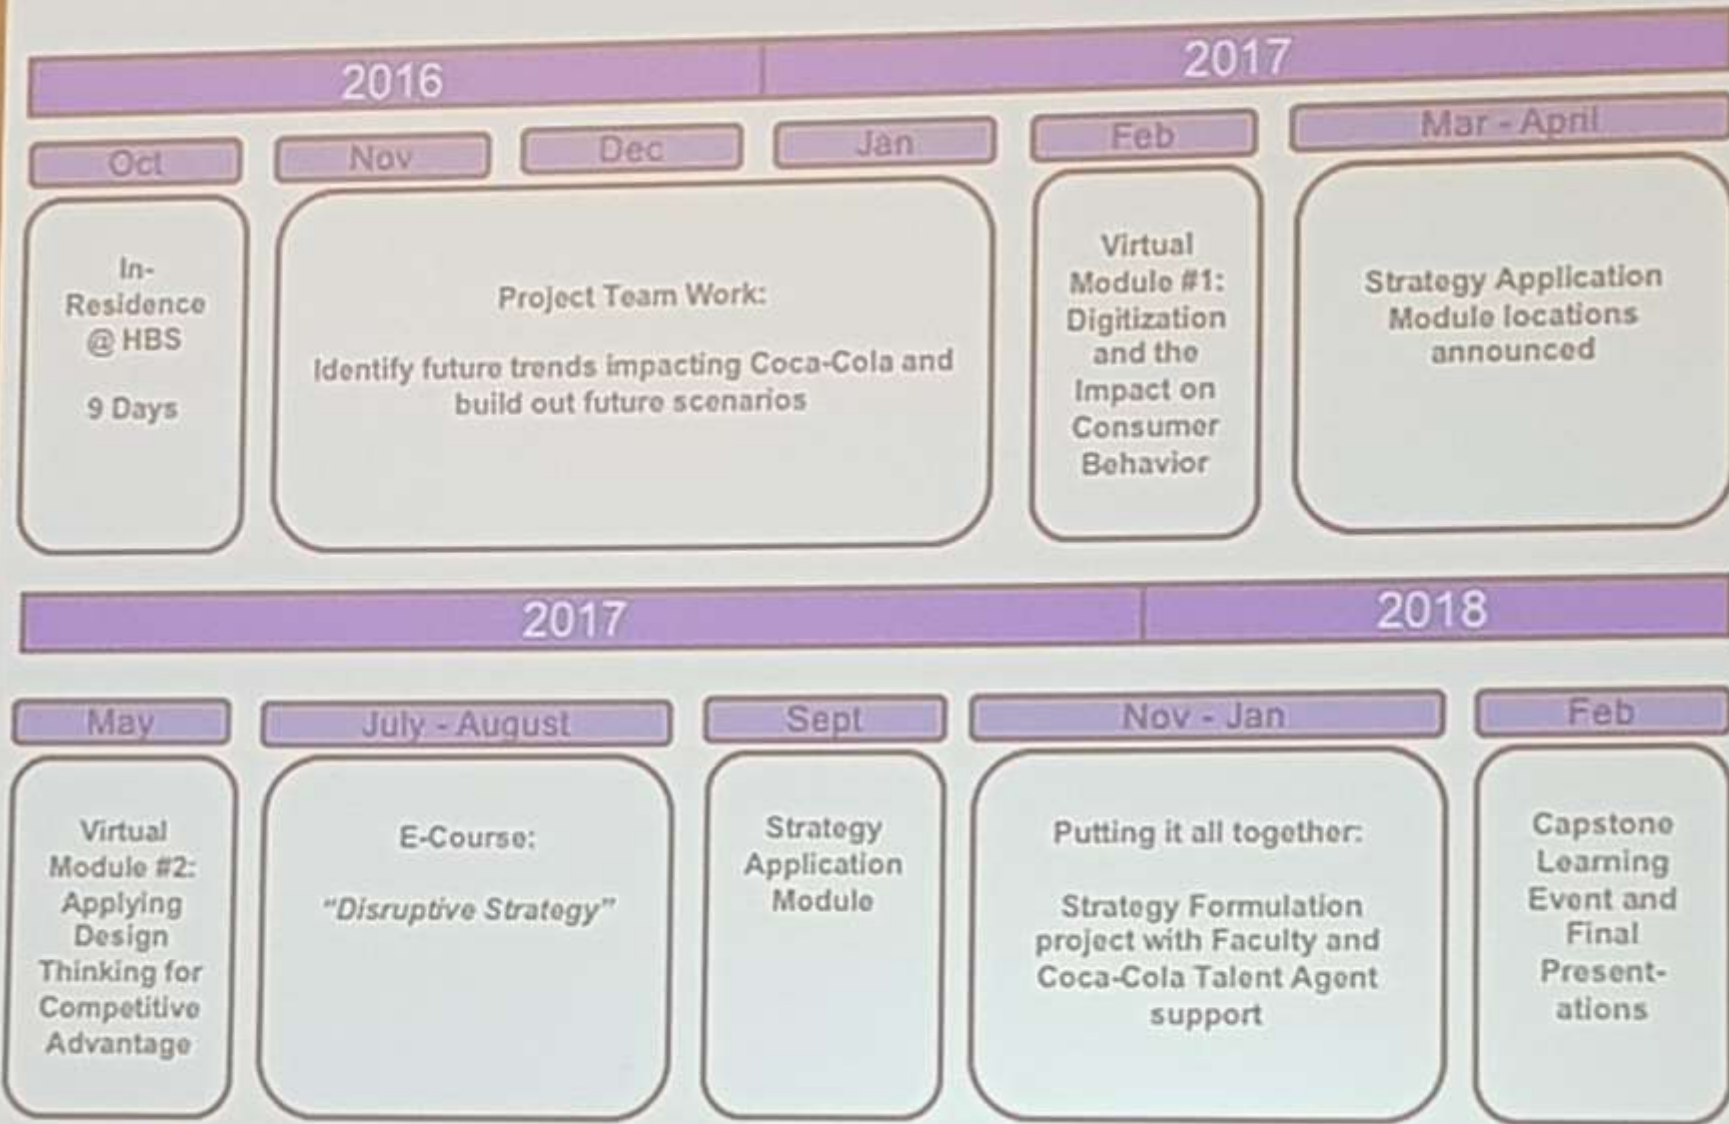 2016
2017
Oct
Nov
Dec
Jan
Feb
Mar - April
In-
Residence
@ HBS
9 Days
Project Team Work:
Identify future trends impacting Coca-Cola and
build out future scenarios
Virtual
Module #1:
Digitization
and the
Impact on
Consumer
Behavior
Strategy Application
Module locations
announced
2017
2018
May
July - August
Sept
Nov - Jan
Feb
Virtual
Module #2:
Applying
Design
Thinking for
Competitive
Advantage
E-Course:
“Disruptive Strategy”
Strategy
Application
Module
Putting it all together:
Strategy Formulation
project with Faculty and
Coca-Cola Talent Agent
support
Capstone
Learning
Event and
Final
Present-
ations